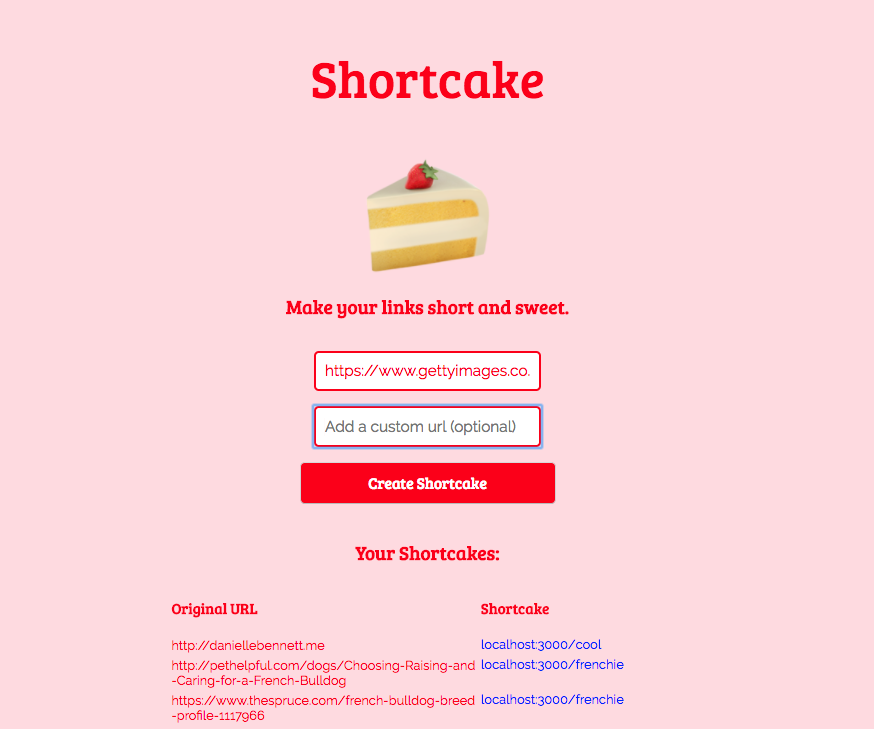 Shortcake
Make your links short and sweet.
https://www.gettyimages.co.
Add a custom url (optional)
Create Shortcake
Your Shortcakes:
Original URL Shortcake
http://daniellebennett.me localhost:3000/cool
http://pethelpful.com/dogs/Choosing-Raising-and localhost:3000/frenchie
-Caring-for-a-French-Bulldog
https://www.thespruce.com/french-bulldog-breed localhost:3000/frenchie
-profile-1117966